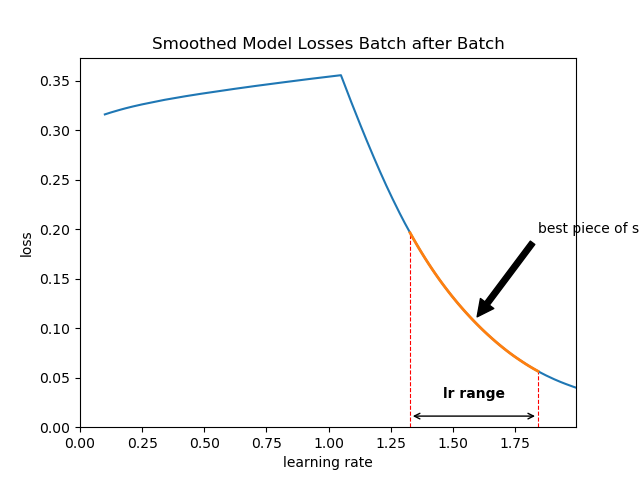 Smoothed Model Losses Batch after Batch
0.35
0.30
0.25
0.20
0.15
0.10
0.05
0.00
loss
best piece of s
lr range
0.00 0.25 0.50 0.75 1.00 1.25 1.50 1.75
learning rate